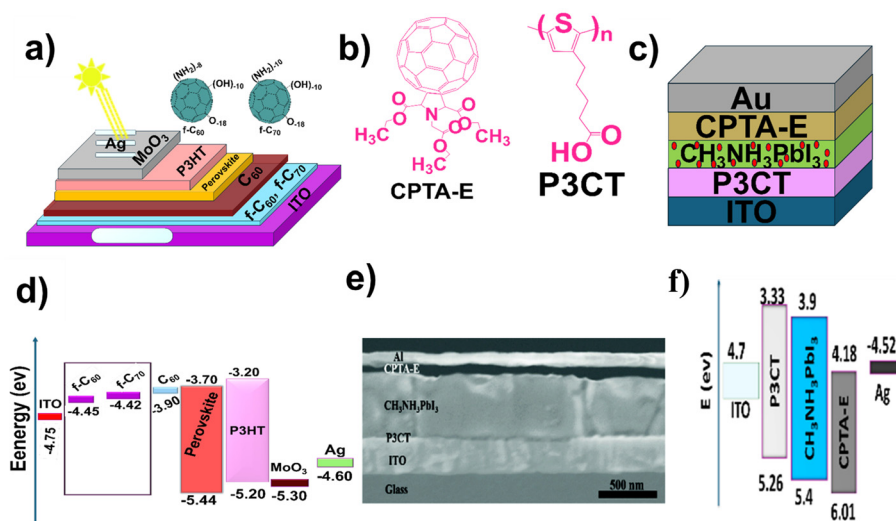 a)
(NH₂)-8
(OH)-10
O-18
f-C₆₀
(NH₂)-10
(OH)-10
O-18
f-C₇₀
Ag
MoO₃
P3HT
Perovskite
C₆₀
f-C₆₀, f-C₇₀
ITO
b)
O
O
N
O
O
O
O
H₃C
CH₃
H₃C
CPTA-E
S
n
O
HO
P3CT
c)
Au
CPTA-E
CH₃NH₃PbI₃
P3CT
ITO
d)
Eenergy (ev)
ITO
-4.75
f-C₆₀
-4.45
f-C₇₀
-4.42
C₆₀
-3.90
-3.70
Perovskite
-5.44
-3.20
P3HT
-5.20
MoO₃
-5.30
Ag
-4.60
e)
Al
CPTA-E
CH₃NH₃PbI₃
P3CT
ITO
Glass
500 nm
f)
E (ev)
4.7
ITO
3.33
P3CT
5.26
3.9
CH₃NH₃PbI₃
5.4
4.18
CPTA-E
6.01
-4.52
Ag